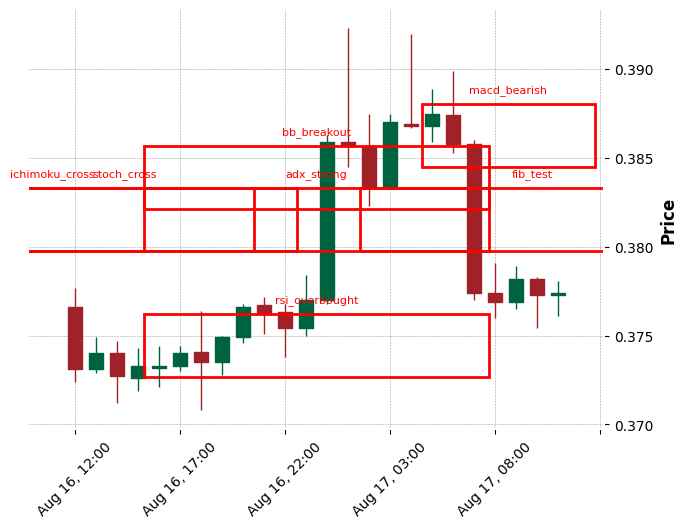 0.390
macd_bearish
bb_breakout
0.385
ichimoku_cross
stoch_cross
adx_strong
fib_test
0.380
Price
rsi_overbought
0.375
0.370
Aug 16, 12:00
Aug 16, 17:00
Aug 16, 22:00
Aug 17, 03:00
Aug 17, 08:00